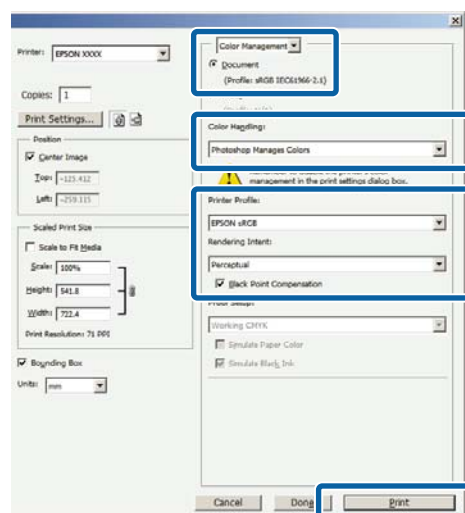 Printer: EPSON XXXX
Copies: 1
Print Settings...
Position
Center Image
Top: -125.412
Left: -259.115
Scaled Print Size
Scale to Fit Media
Scale: 100%
Height: 541.8
Width: 722.4
Print Resolution: 71 PPI
Bounding Box
Units: mm
Color Management
Document
(Profile: sRGB IEC61966-2.1)
Color Handling:
Photoshop Manages Colors
management in the print settings dialog box.
Printer Profile:
EPSON sRGB
Rendering Intent:
Perceptual
Black Point Compensation
Proof Setup:
Working CMYK
Simulate Paper Color
Simulate Black Ink
Cancel
Done
Print